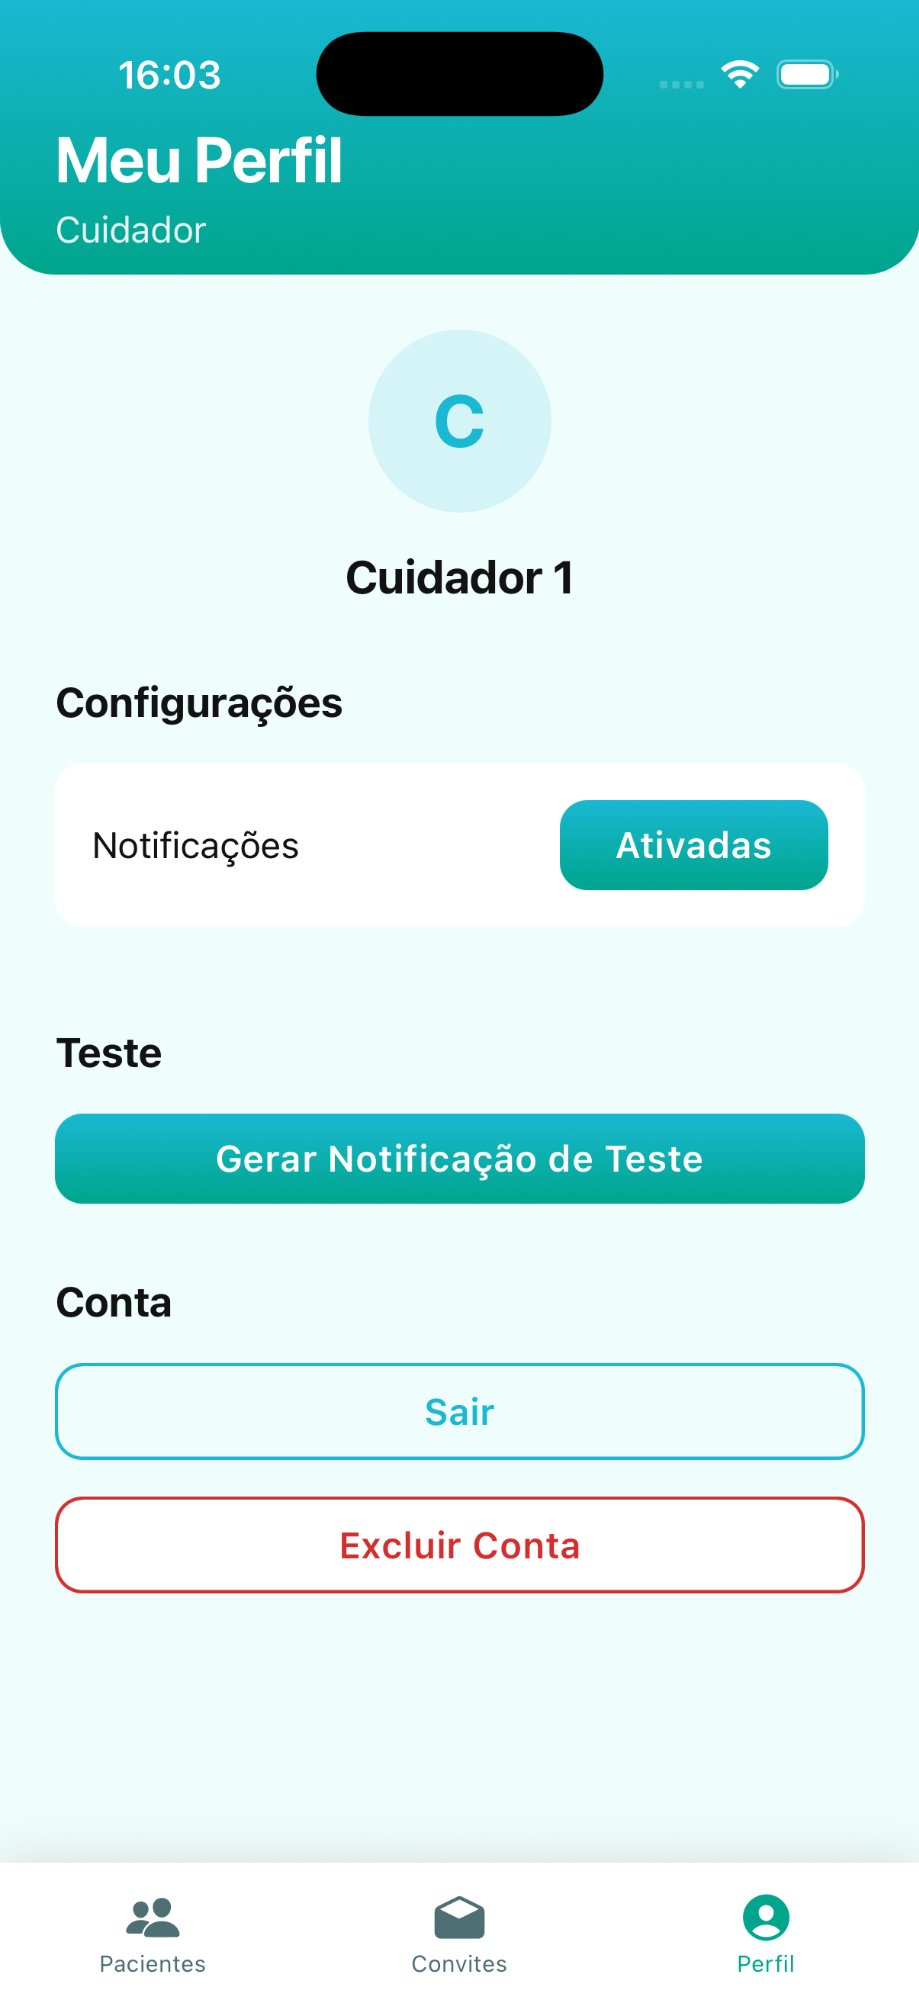 16:03
Meu Perfil
Cuidador
C
Cuidador 1
Configurações
Notificações
Ativadas
Teste
Gerar Notificação de Teste
Conta
Sair
Excluir Conta
Pacientes
Convites
Perfil